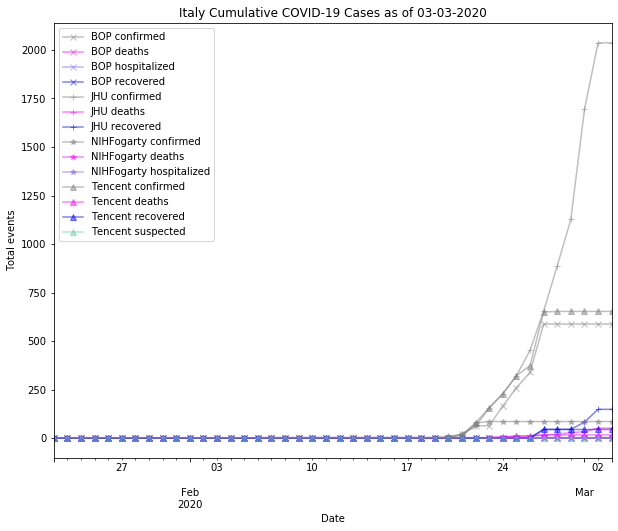 Italy Cumulative COVID-19 Cases as of 03-03-2020
BOP confirmed
BOP deaths
BOP hospitalized
BOP recovered
JHU confirmed
JHU deaths
JHU recovered
NIHFogarty confirmed
NIHFogarty deaths
NIHFogarty hospitalized
Tencent confirmed
Tencent deaths
Tencent recovered
Tencent suspected
Total events
2000
1750
1500
1250
1000
750
500
250
0
27 03 10 17 24 02
Feb Mar
2020
Date